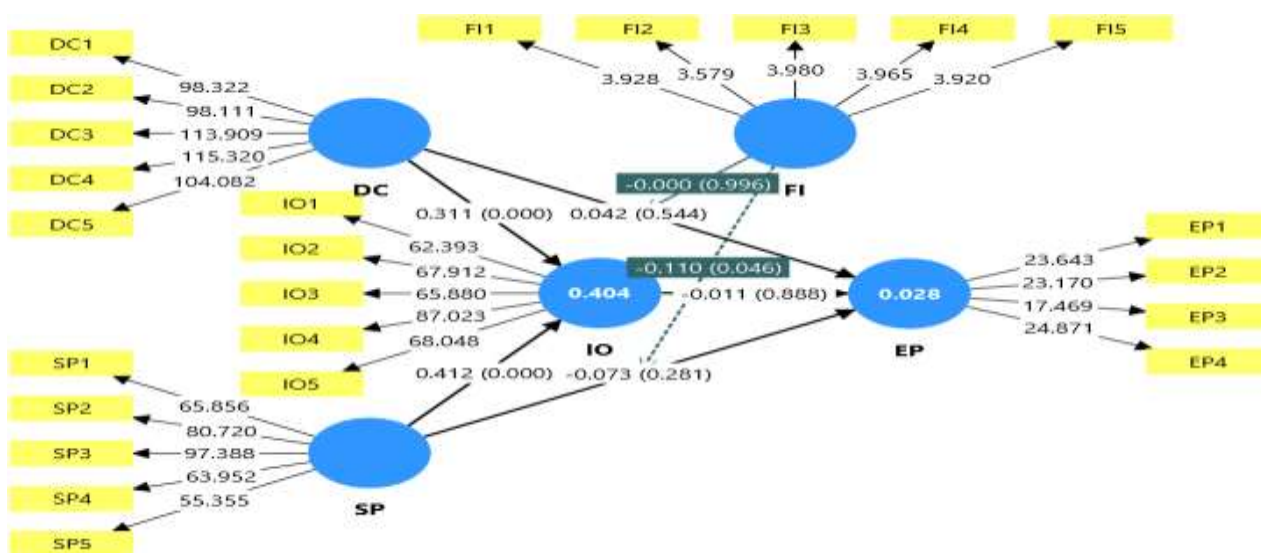 FI1 FI2 FI3 FI4 FI5
3.928 3.579 3.980 3.965 3.920
FI
DC1
DC2
DC3
DC4
DC5
98.322
98.111
113.909
115.320
104.082
DC
-0.000 (0.996)
0.311 (0.000) 0.042 (0.544)
IO1
IO2
IO3
IO4
IO5
62.393
67.912
65.880
87.023
68.048
0.404
IO
-0.110 (0.046)
-0.011 (0.888)
0.028
EP
EP1
EP2
EP3
EP4
23.643
23.170
17.469
24.871
0.412 (0.000) -0.073 (0.281)
SP1
SP2
SP3
SP4
SP5
65.856
80.720
97.388
63.952
55.355
SP